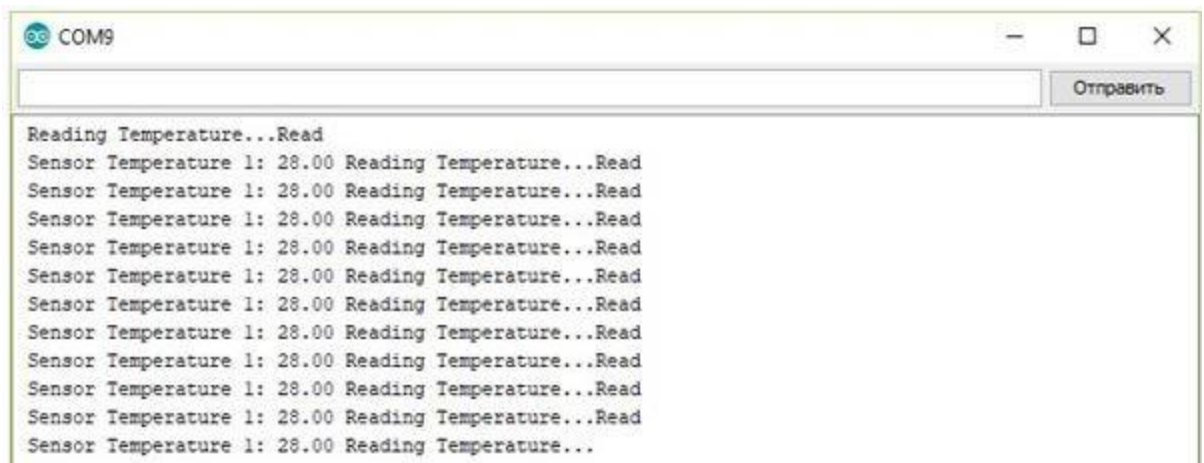 COM9
Отправить
Reading Temperature...Read
Sensor Temperature 1: 28.00 Reading Temperature...Read
Sensor Temperature 1: 28.00 Reading Temperature...Read
Sensor Temperature 1: 28.00 Reading Temperature...Read
Sensor Temperature 1: 28.00 Reading Temperature...Read
Sensor Temperature 1: 28.00 Reading Temperature...Read
Sensor Temperature 1: 28.00 Reading Temperature...Read
Sensor Temperature 1: 28.00 Reading Temperature...Read
Sensor Temperature 1: 28.00 Reading Temperature...Read
Sensor Temperature 1: 28.00 Reading Temperature...Read
Sensor Temperature 1: 28.00 Reading Temperature...Read
Sensor Temperature 1: 28.00 Reading Temperature...